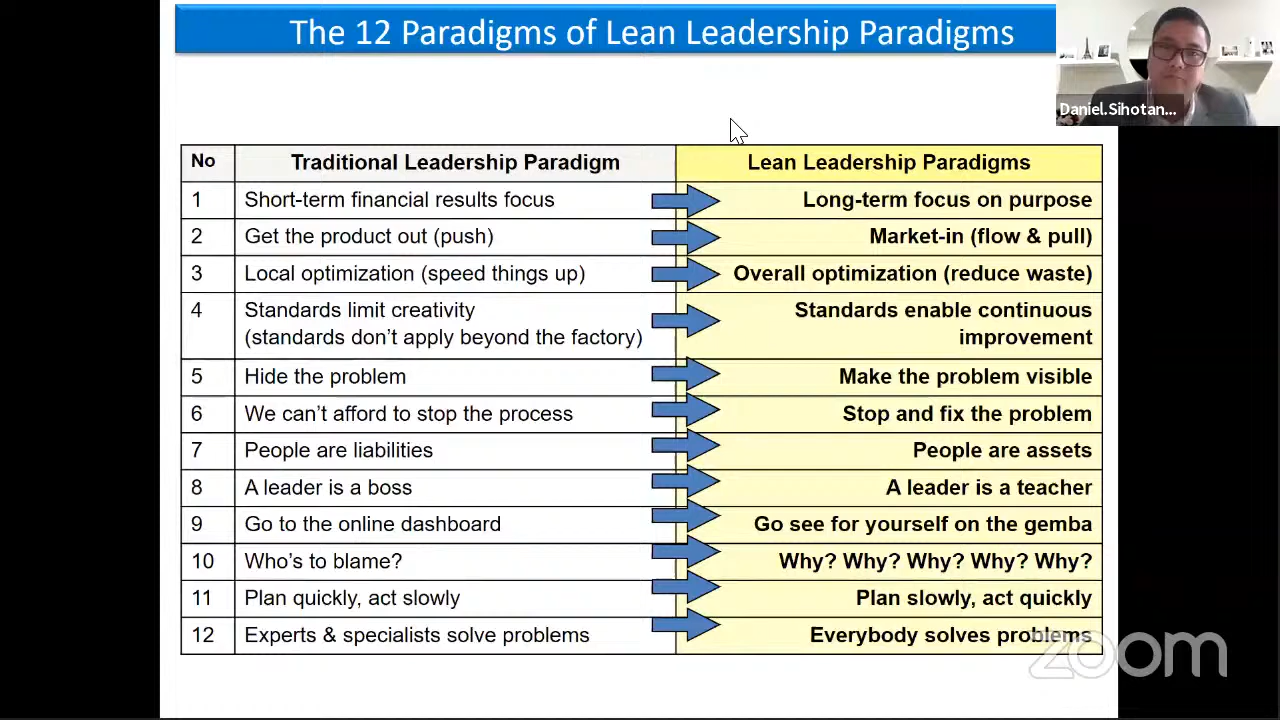 The 12 Paradigms of Lean Leadership Paradigms
Daniel.Sihotan...
No Traditional Leadership Paradigm Lean Leadership Paradigms
1 Short-term financial results focus Long-term focus on purpose
2 Get the product out (push) Market-in (flow & pull)
3 Local optimization (speed things up) Overall optimization (reduce waste)
4 Standards limit creativity Standards enable continuous
(standards don't apply beyond the factory) improvement
5 Hide the problem Make the problem visible
6 We can't afford to stop the process Stop and fix the problem
7 People are liabilities People are assets
8 A leader is a boss A leader is a teacher
9 Go to the online dashboard Go see for yourself on the gemba
10 Who's to blame? Why? Why? Why? Why? Why?
11 Plan quickly, act slowly Plan slowly, act quickly
12 Experts & specialists solve problems Everybody solves problems
zoom